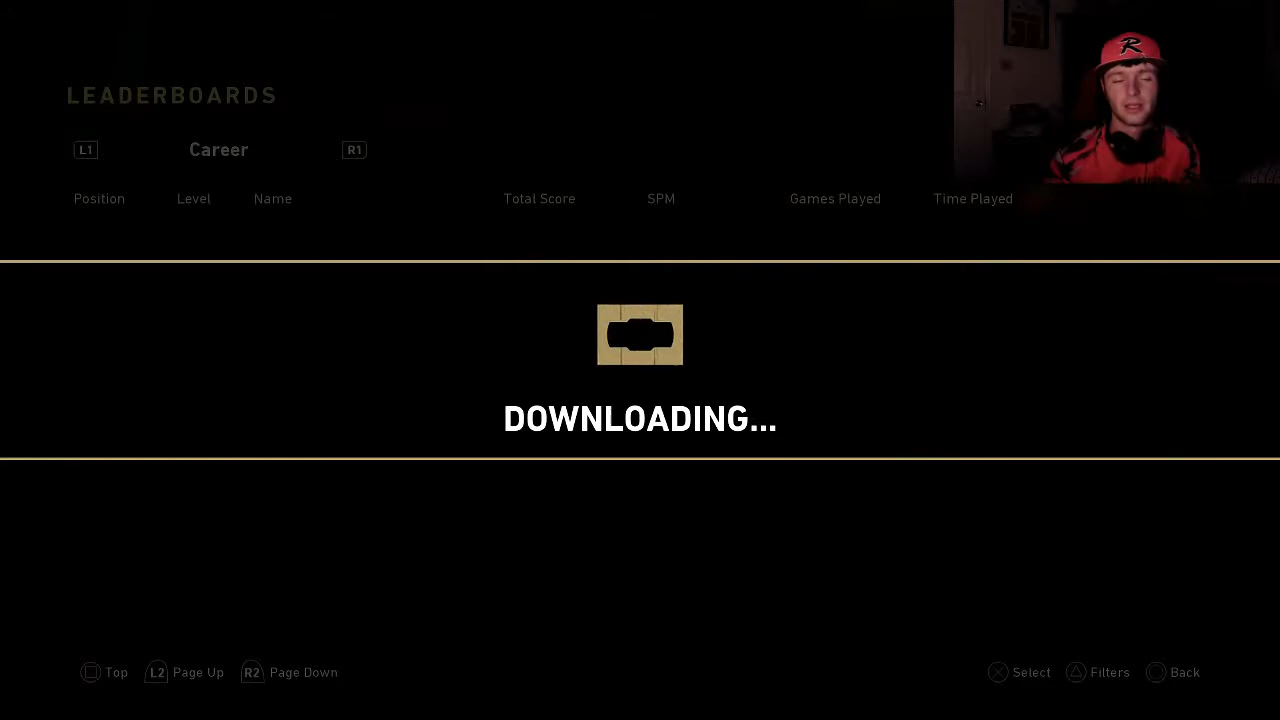 LEADERBOARDS
L1 Career R1
Position Level Name Total Score SPM Games Played Time Played
DOWNLOADING...
Top L2 Page Up R2 Page Down Select Filters Back
R